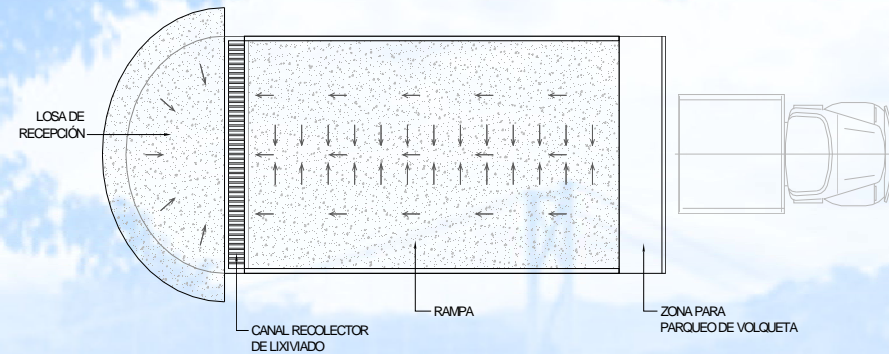 LOSA DE
RECEPCIÓN
RAMPA
CANAL RECOLECTOR
DE LIXIVIADO
ZONA PARA
PARQUEO DE VOLQUETA